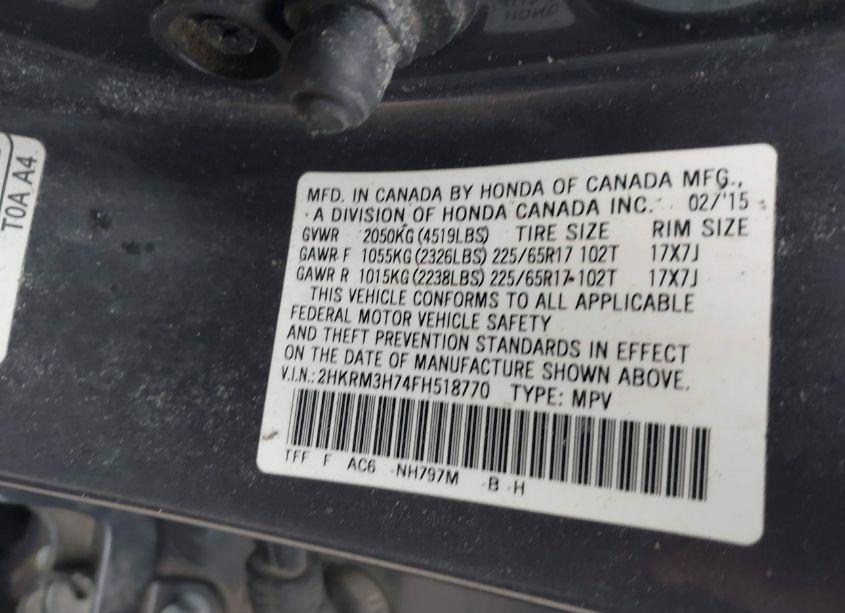 T0A A4
MFD. IN CANADA BY HONDA OF CANADA MFG.,
A DIVISION OF HONDA CANADA INC. 02/'15
GVWR 2050KG (4519LBS) TIRE SIZE RIM SIZE
GAWR F 1055KG (2326LBS) 225/65R17 102T 17X7J
GAWR R 1015KG (2238LBS) 225/65R17 102T 17X7J
THIS VEHICLE CONFORMS TO ALL APPLICABLE
FEDERAL MOTOR VEHICLE SAFETY
AND THEFT PREVENTION STANDARDS IN EFFECT
ON THE DATE OF MANUFACTURE SHOWN ABOVE.
V.I.N.: 2HKRM3H74FH518770 TYPE: MPV
TFF F AC6 -NH797M -B -H